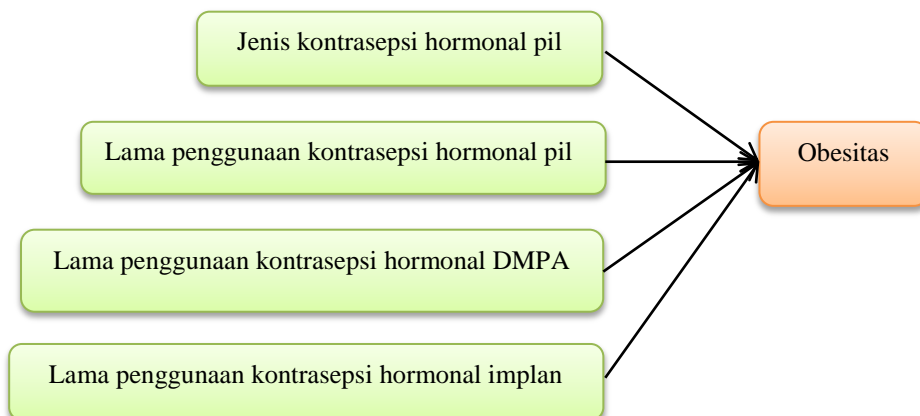 Jenis kontrasepsi hormonal pil
Lama penggunaan kontrasepsi hormonal pil
Obesitas
Lama penggunaan kontrasepsi hormonal DMPA
Lama penggunaan kontrasepsi hormonal implan